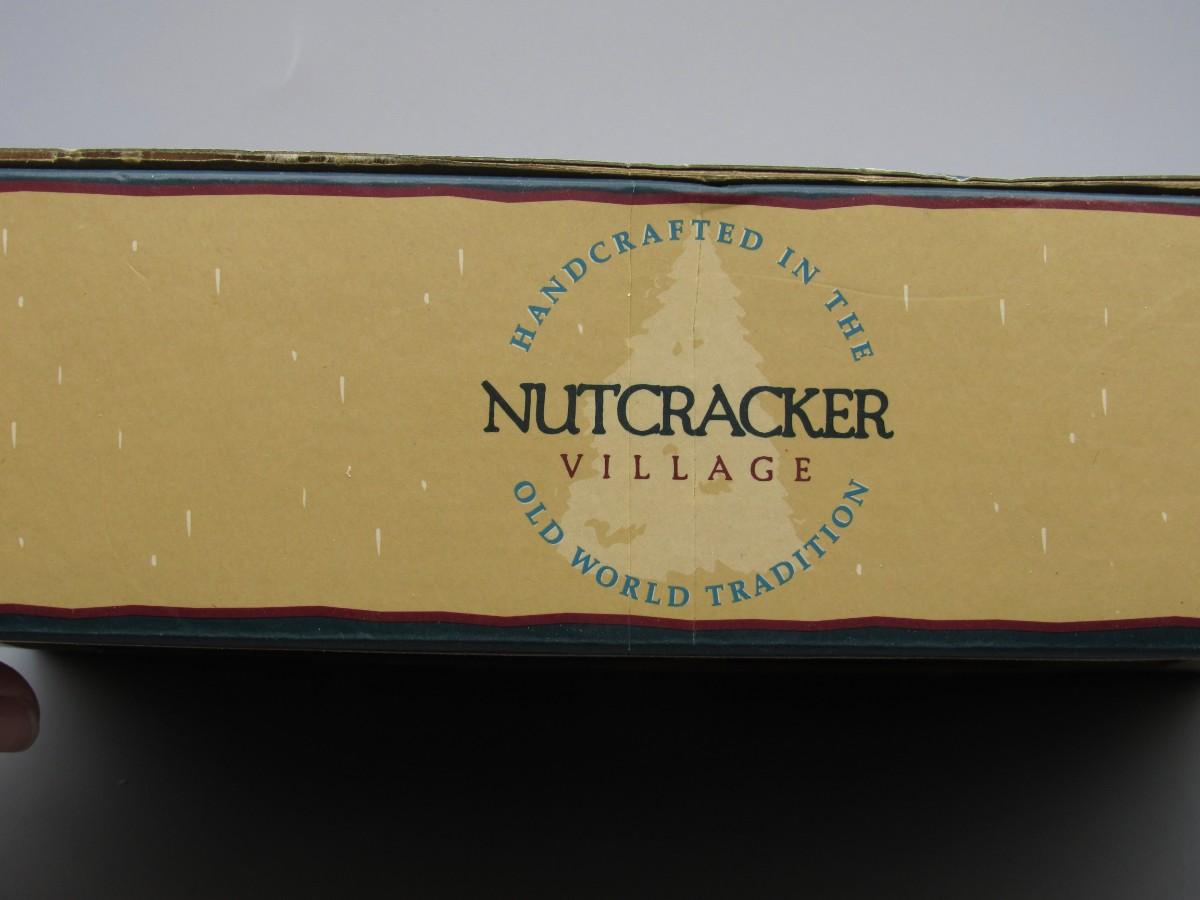 HANDCRAFTED IN THE
NUTCRACKER
VILLAGE
OLD WORLD TRADITION